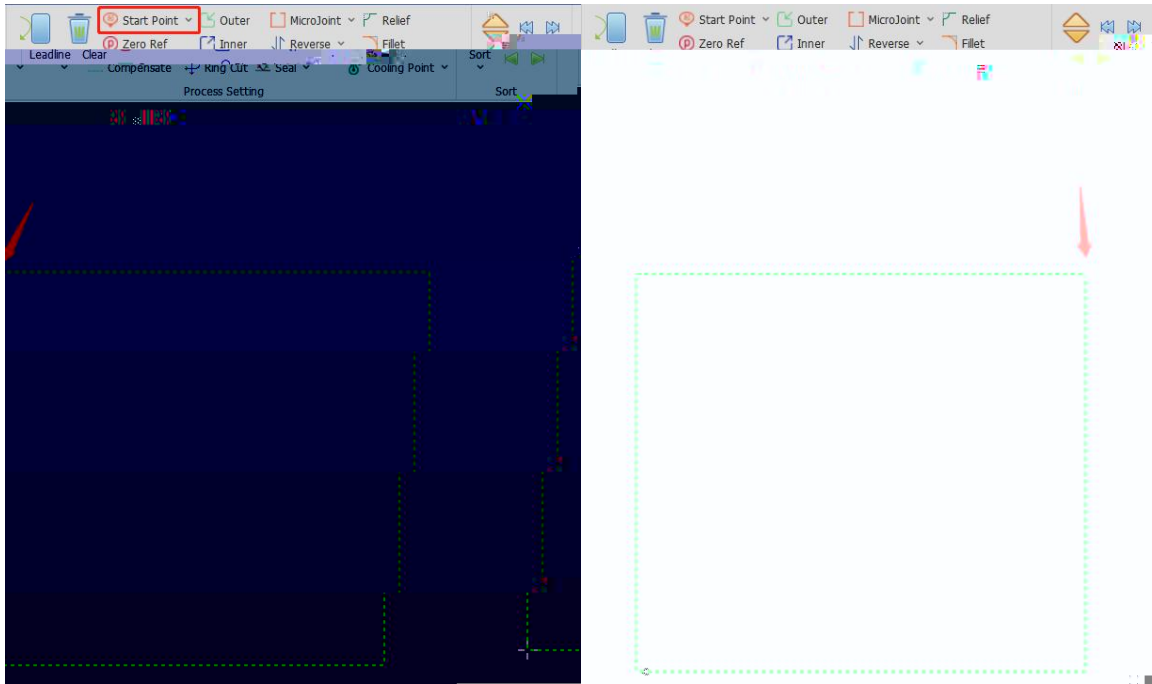 Start Point Outer MicroJoint Relief
Zero Ref Inner Reverse Fillet
Leadline Clear Sort
Compensate Ring Cut Seal Cooling Point
Process Setting Sort
Start Point Outer MicroJoint Relief
Zero Ref Inner Reverse Fillet